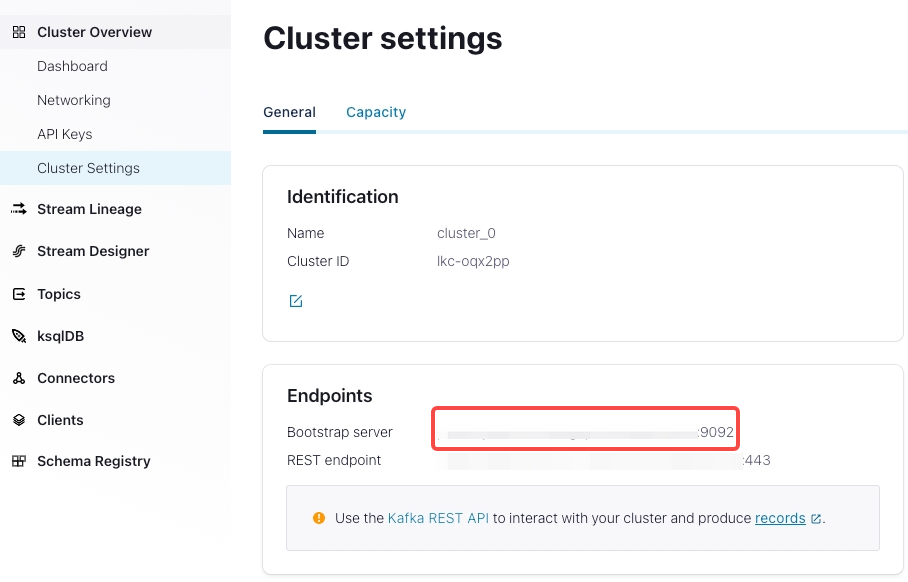 Cluster Overview
Dashboard
Networking
API Keys
Cluster Settings
Stream Lineage
Stream Designer
Topics
ksqlDB
Connectors
Clients
Schema Registry
Cluster settings
General Capacity
Identification
Name cluster_0
Cluster ID lkc-oqx2pp
Endpoints
Bootstrap server :9092
REST endpoint :443
Use the Kafka REST API to interact with your cluster and produce records.